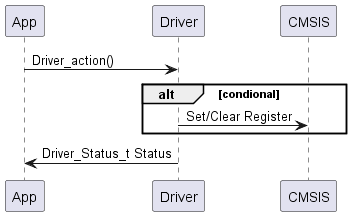 App
Driver
CMSIS
Driver_action()
alt
[condional]
Set/Clear Register
Driver_Status_t Status
App
Driver
CMSIS